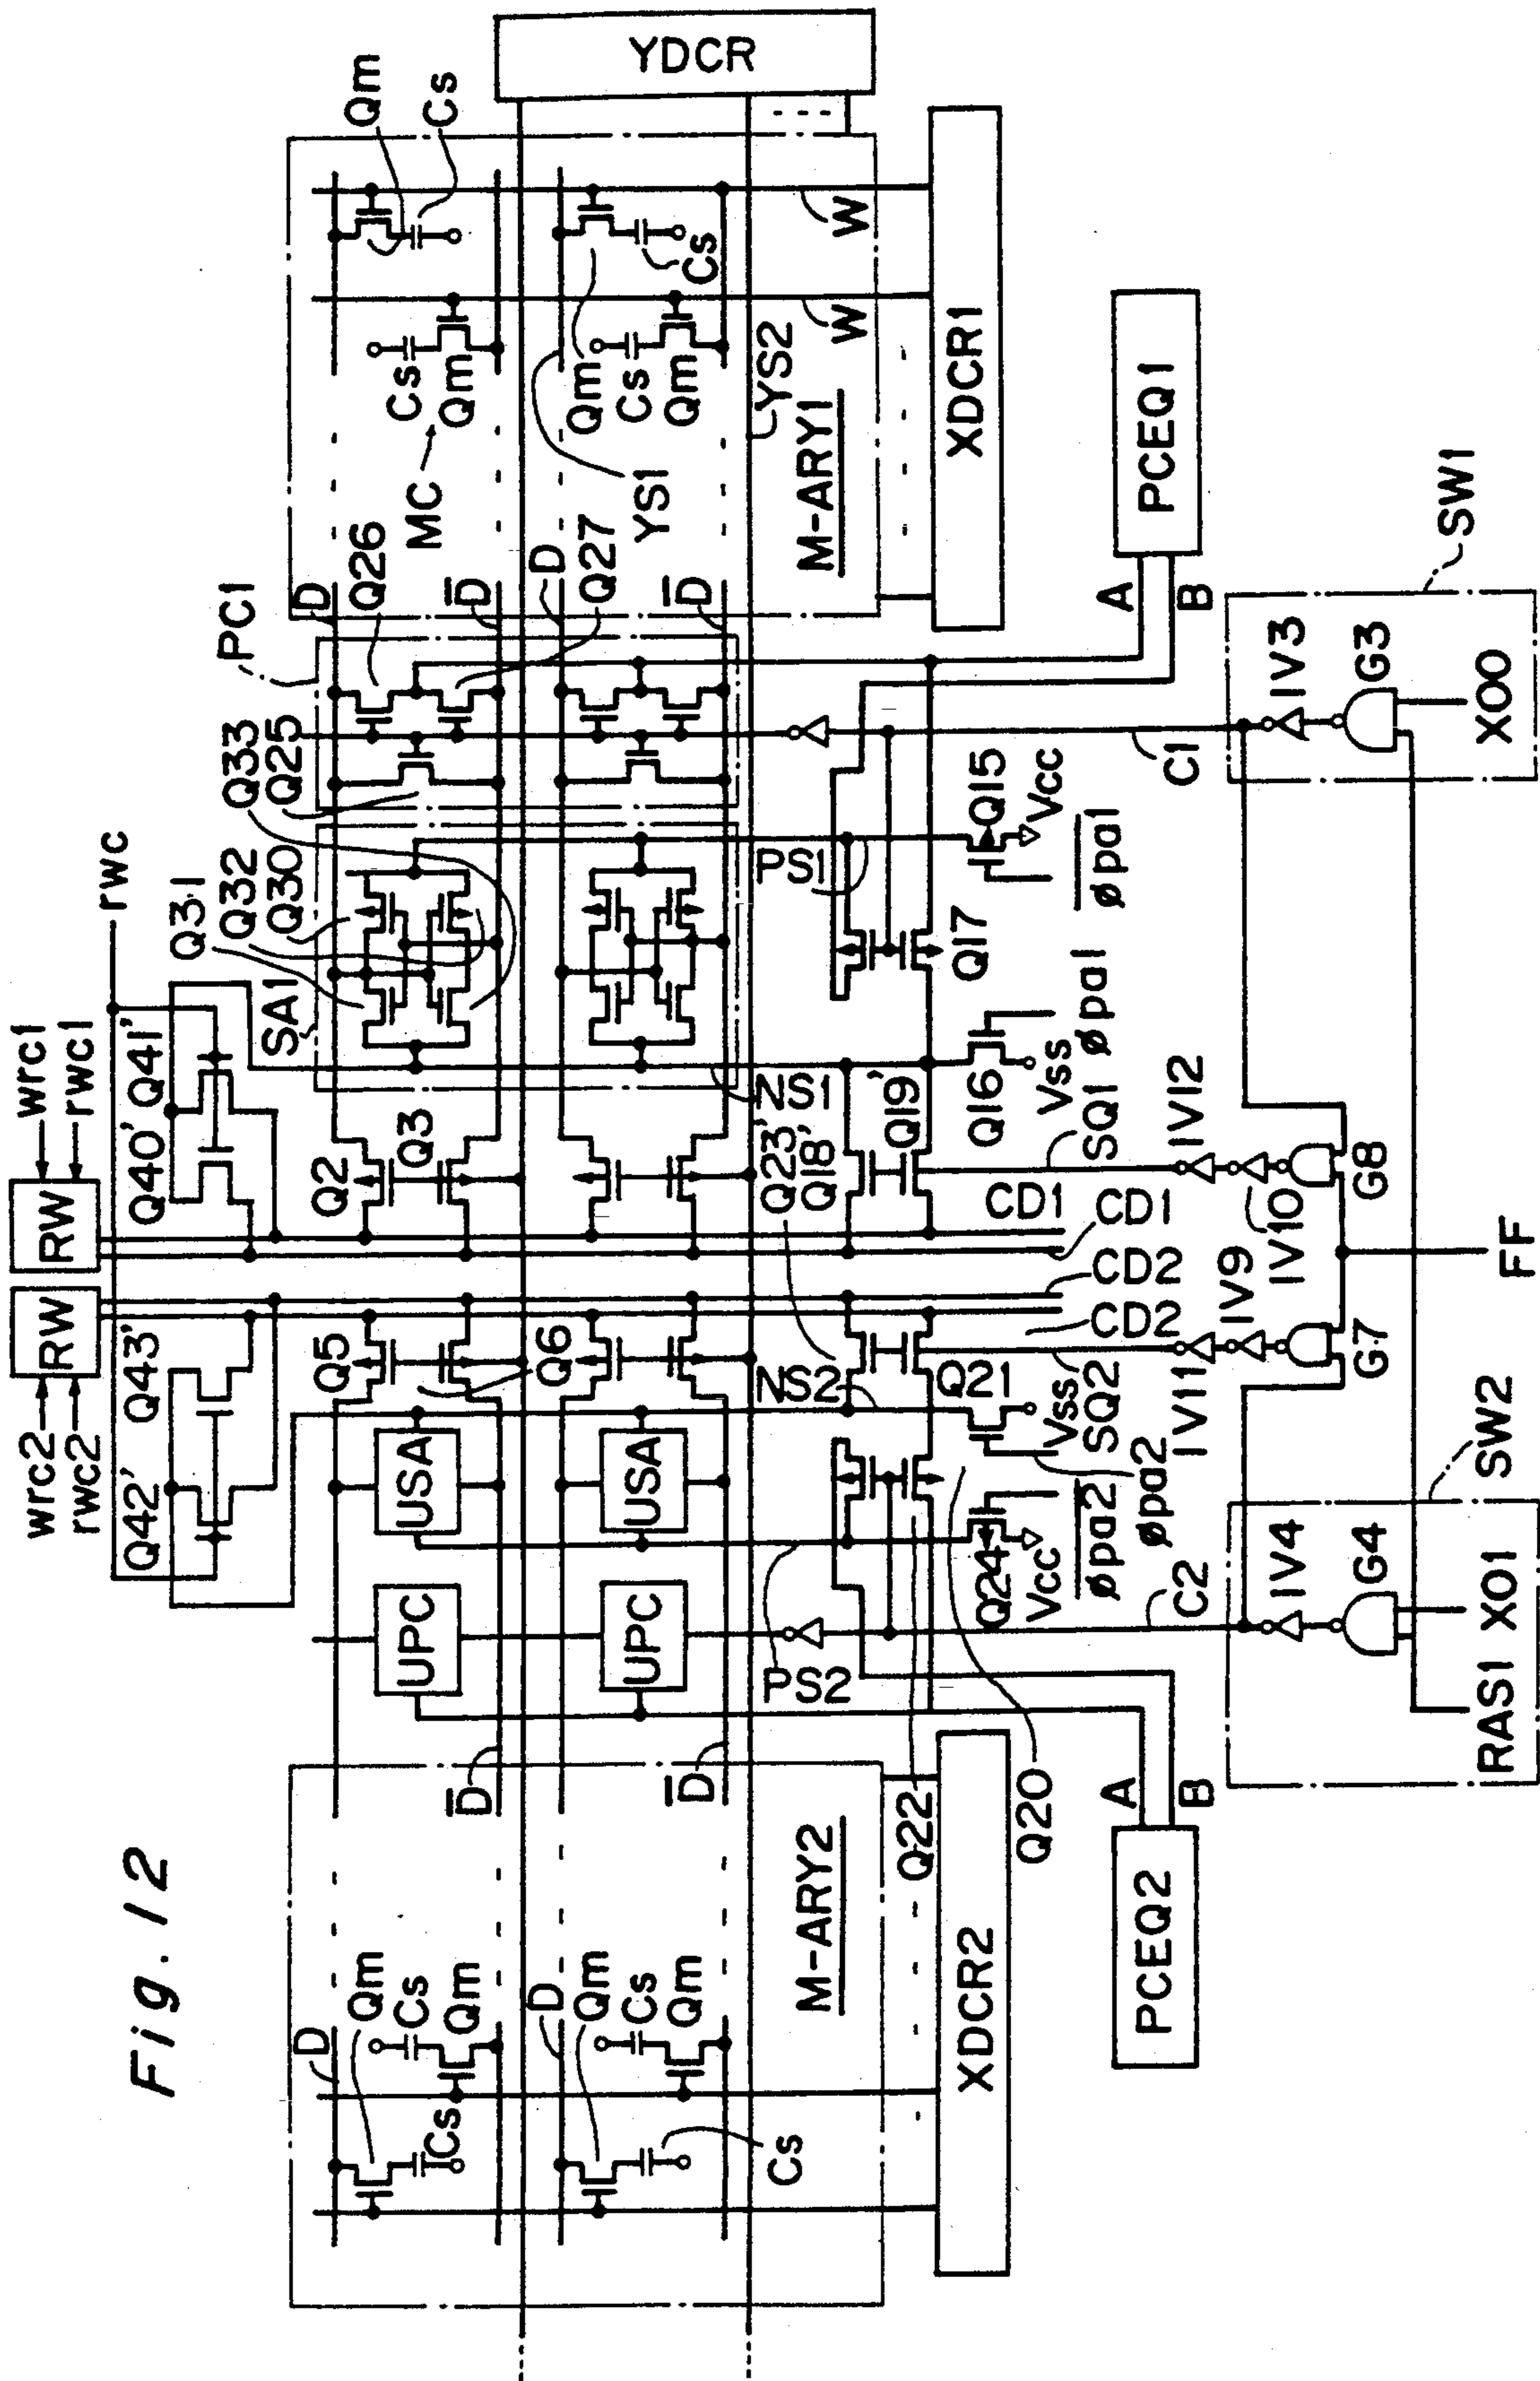 Fig. 12
wrc2
rwc2
RW
RW
wrc1
rwc1
rwc
Q42'
Q43'
Q40'
Q41'
SA1
Q31
Q32
Q30
Q33
Q25
PC1
Q26
Q27
Qm
Cs
YDCR
D
Qm
Cs
Qm
Cs
D
Qm
Cs
Qm
Cs
D
D
M-ARY2
UPC
UPC
USA
USA
Q5
Q6
Q2
Q3
D
D
D
D
MC
Cs
Qm
YS1
Qm
Cs
Qm
Cs
YS2
W
W
M-ARY1
XDCR2
XDCR1
Q22
Q20
PS2
NS2
Q21
Q23'
Q18'
Q19'
NS1
PS1
Q17
Q24
Vcc
φpa2
φpa2
Vss
SQ2
CD2
CD2
CD1
CD1
SQ1
Q16
Vss
φpa1
Q15
Vcc
φpa1
PCEQ2
A
B
PCEQ1
A
B
C2
C1
IV11
IV9
IV10
IV12
G7
G8
FF
IV4
G4
RAS1
X01
SW2
IV3
G3
X00
SW1